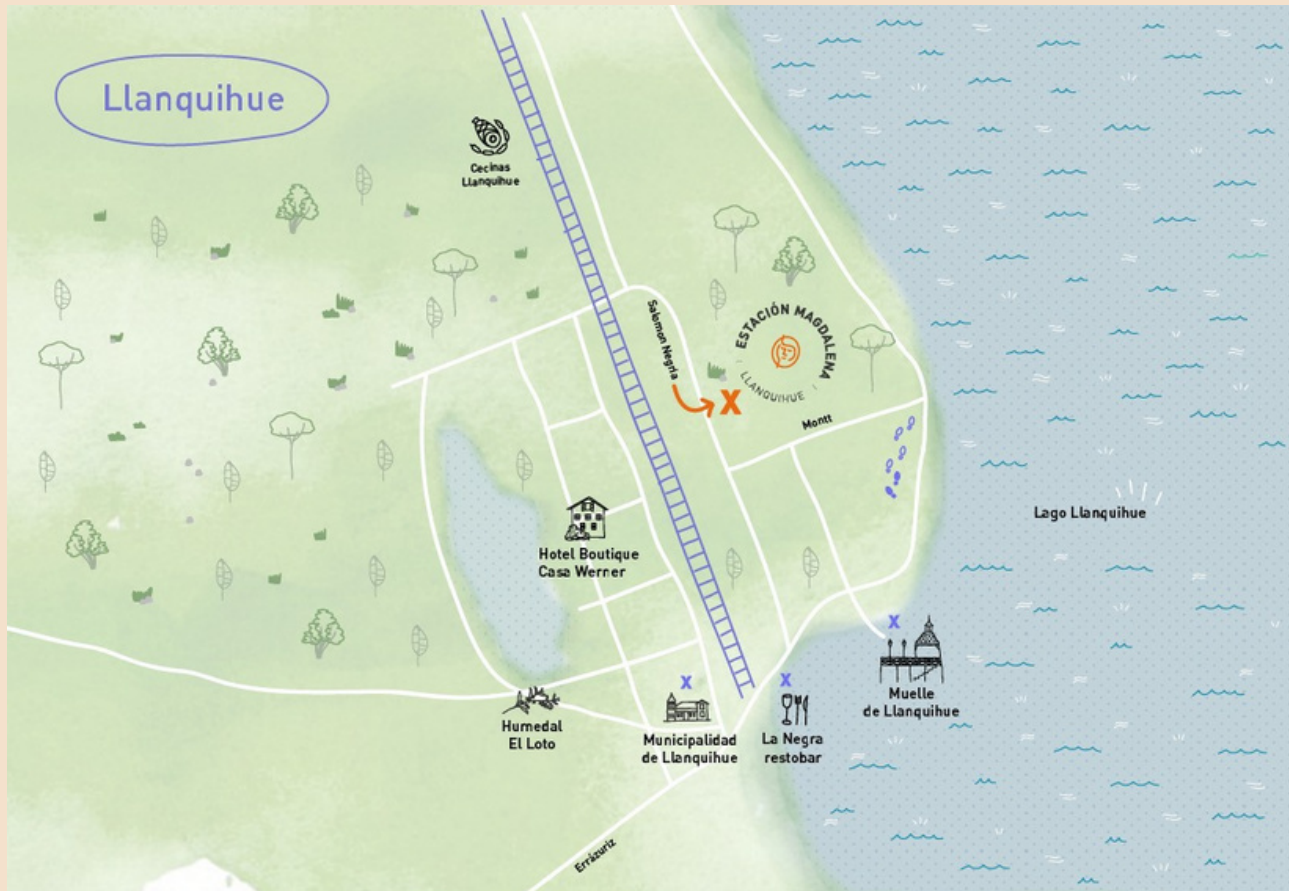 Llanquihue
Cecinas
Llanquihue
Salomon Negrin
ESTACIÓN MAGDALENA
LLANQUIHUE
X
Montt
Lago Llanquihue
Hotel Boutique
Casa Werner
X
X
X
Muelle
de Llanquihue
Humedal
El Loto
Municipalidad
de Llanquihue
La Negra
restobar
Errázuriz